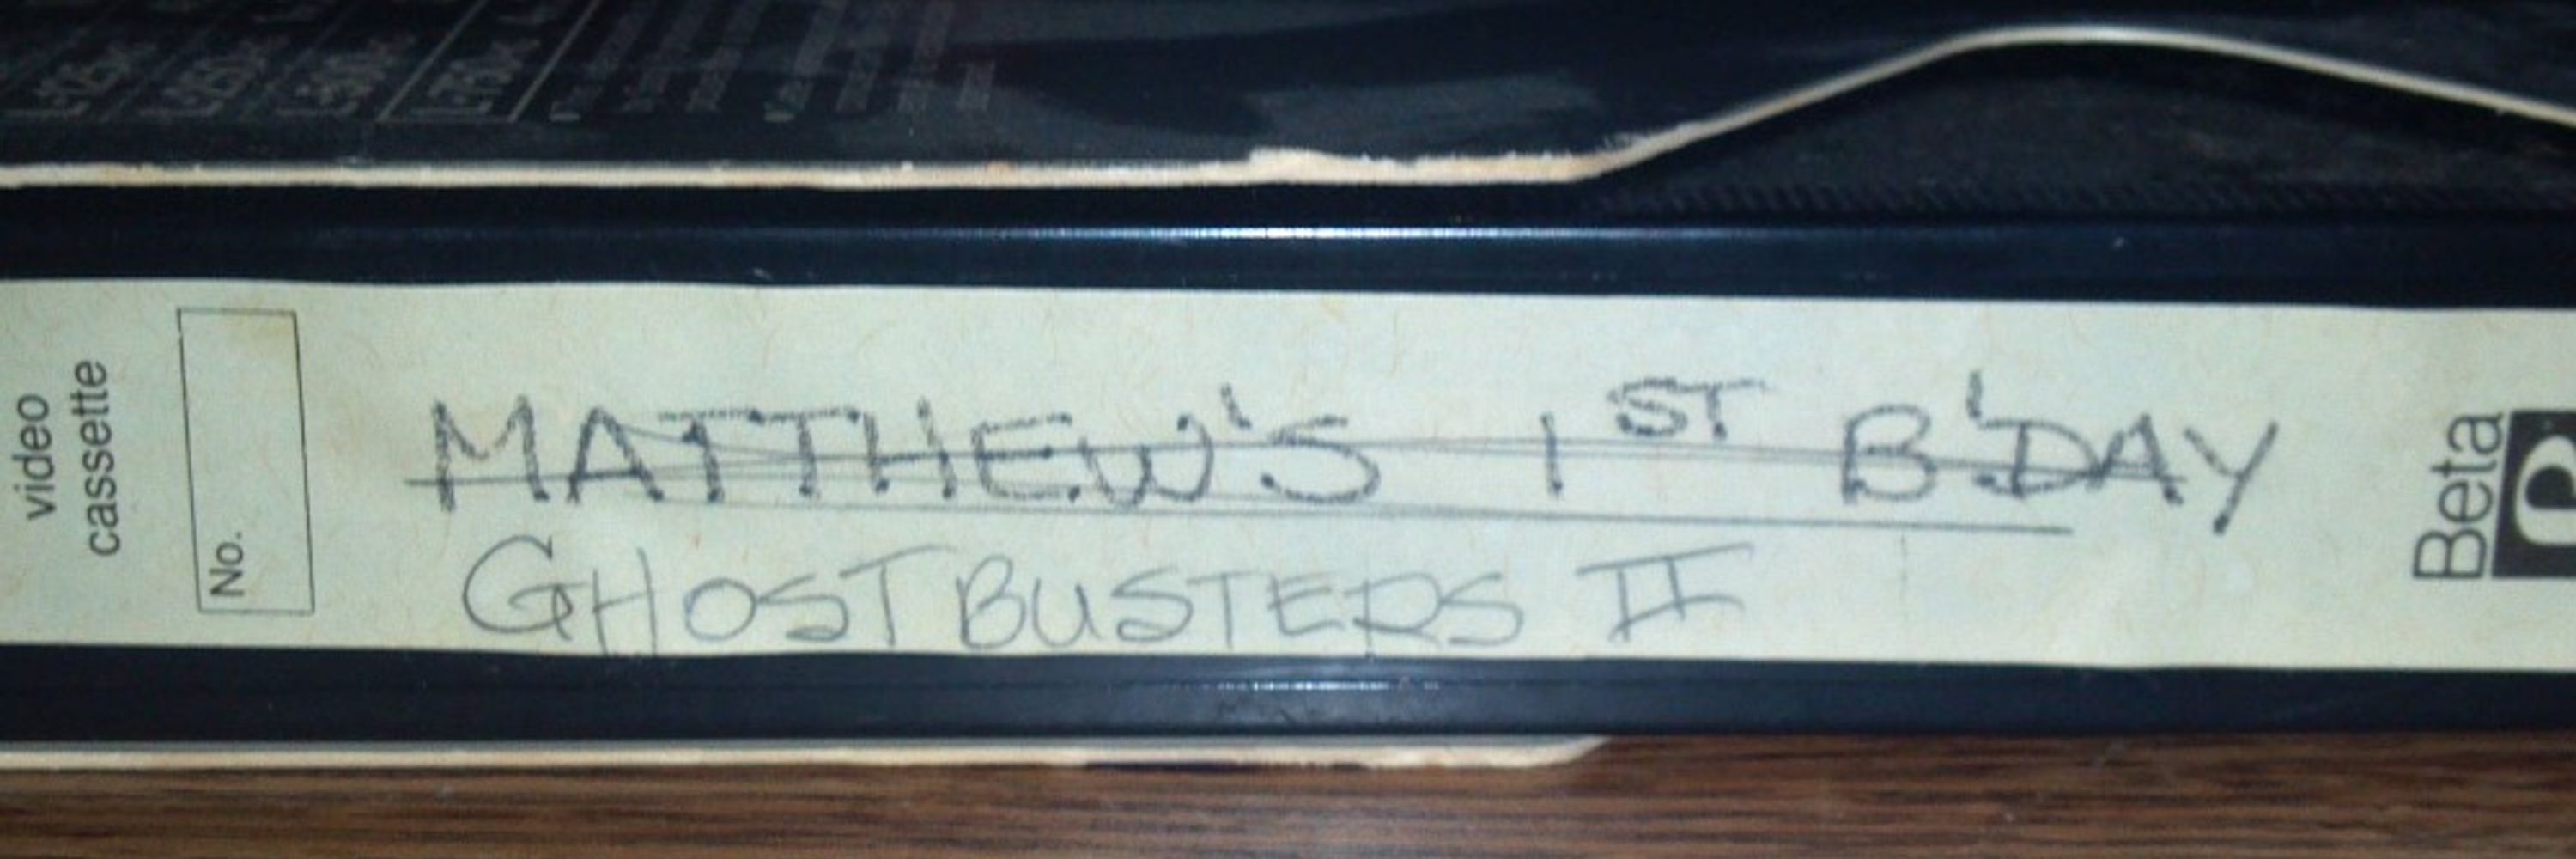 video
cassette
No.
MATTHEW'S 1ST B'DAY
GHOSTBUSTERS II
Beta